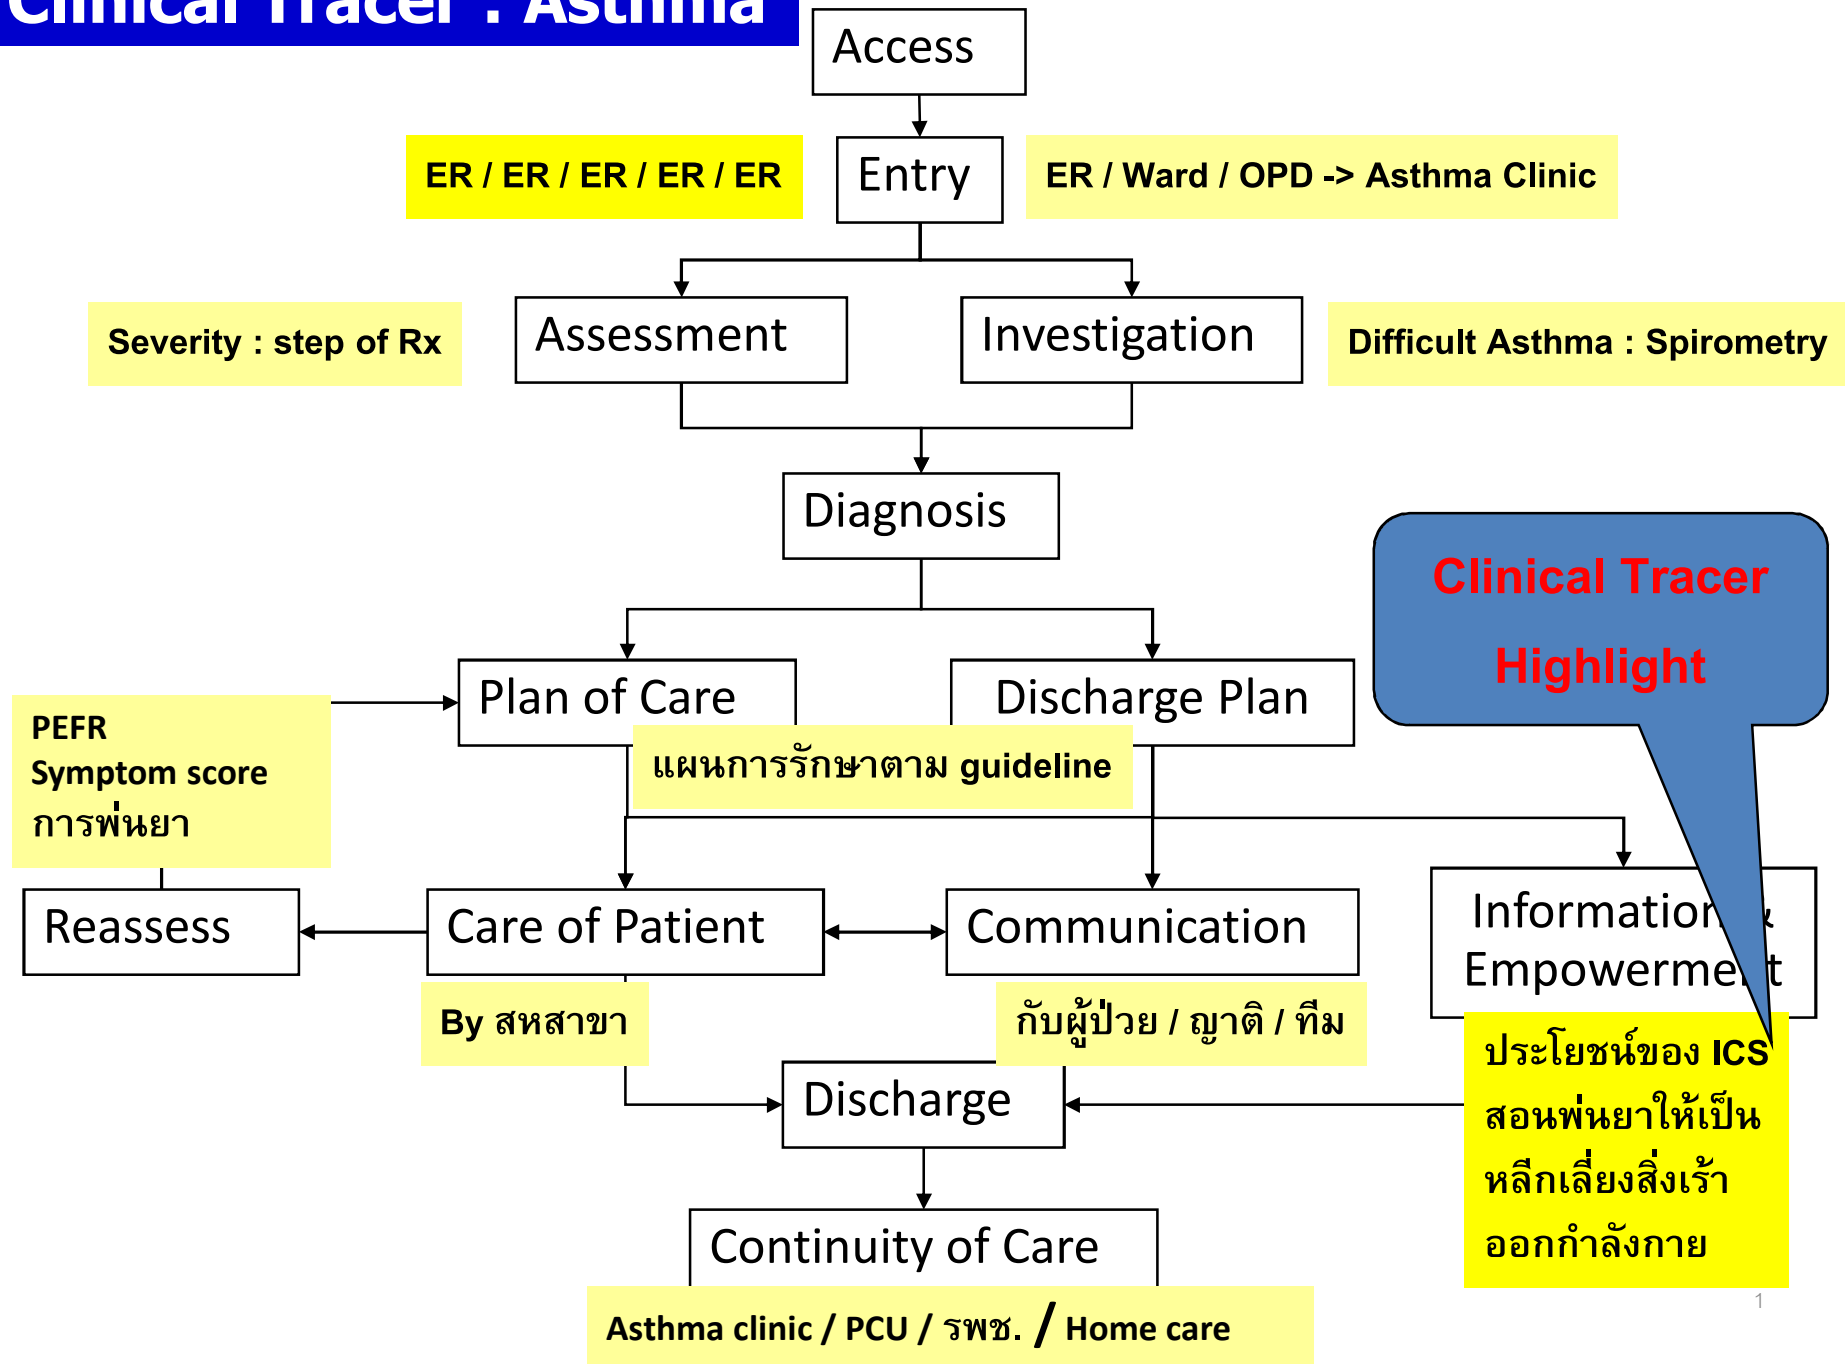 Clinical Tracer : Asthma
Access
ER / ER / ER / ER / ER
Entry
ER / Ward / OPD -> Asthma Clinic
Severity : step of Rx
Assessment
Investigation
Difficult Asthma : Spirometry
Diagnosis
Clinical Tracer
Highlight
Plan of Care
Discharge Plan
PEFR
Symptom score
การพ่นยา
แผนการรักษาตาม guideline
Reassess
Care of Patient
Communication
Information &
Empowerment
By สหสาขา
กับผู้ป่วย / ญาติ / ทีม
ประโยชน์ของ ICS
สอนพ่นยาให้เป็น
หลีกเลี่ยงสิ่งเร้า
ออกกำลังกาย
Discharge
Continuity of Care
Asthma clinic / PCU / รพช. / Home care
1